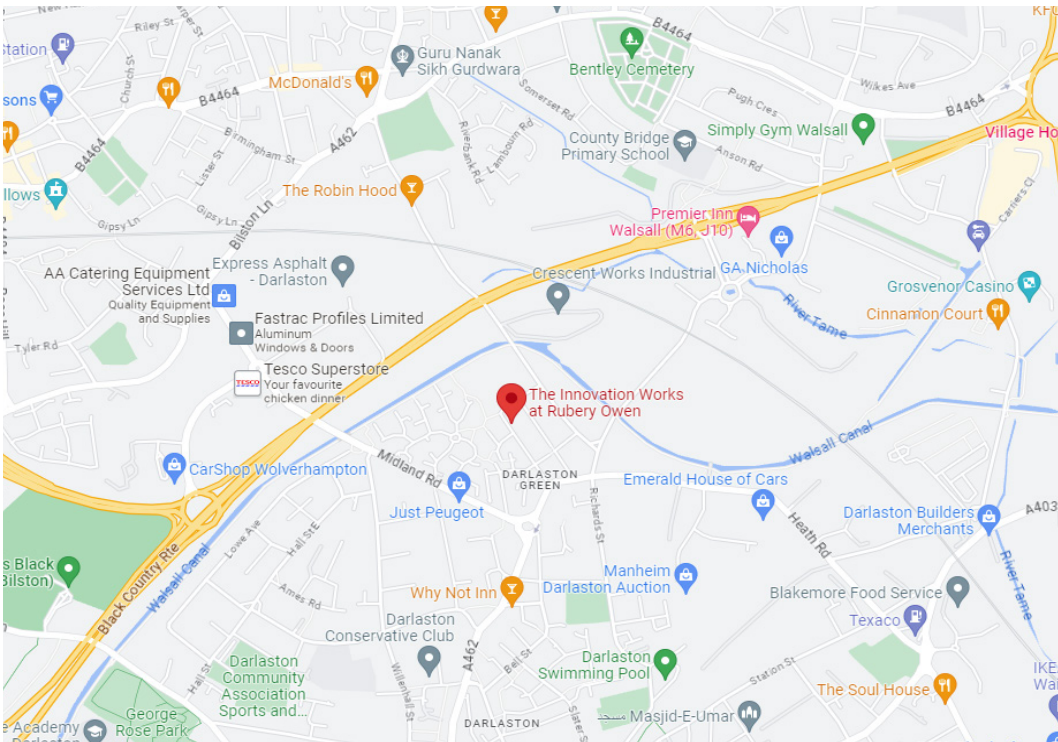 Riley St
Church St
Station
Guru Nanak
Sikh Gurdwara
McDonald's
B4464
Bentley Cemetery
Wilkes Ave
KFC
sons
B4464
A462
Somerset Rd
Pugh Cres
B4464
B4464
Birmingham St
Lister St
Riverbank Rd
Lambourn Rd
County Bridge
Primary School
Anson Rd
Simply Gym Walsall
Village Ho
The Robin Hood
llows
Gipsy Ln
Gipsy Ln
Bilston Ln
Premier Inn
Walsall (M6, J10)
Carriers Cl
AA Catering Equipment
Services Ltd
Quality Equipment
and Supplies
Express Asphalt
- Darlaston
Crescent Works Industrial
GA Nicholas
Grosvenor Casino
Cinnamon Court
River Tame
Fastrac Profiles Limited
Aluminum
Windows & Doors
Tyler Rd
TESCO
Tesco Superstore
Your favourite
chicken dinner
The Innovation Works
at Rubery Owen
Walsall Canal
CarShop Wolverhampton
Midland Rd
DARLASTON
GREEN
Just Peugeot
Emerald House of Cars
Richards St
Heath Rd
Darlaston Builders
Merchants
A403
Lowe Ave
Hall St E
s Black
Bilston)
Black Country Rte
Walsall Canal
Ames Rd
Why Not Inn
Manheim
Darlaston Auction
Blakemore Food Service
River Tame
Texaco
Darlaston
Conservative Club
A462
Bell St
Darlaston
Swimming Pool
Station St
Hall St
Darlaston
Community
Association
Sports and...
Willenhall St
The Soul House
IKE
Wa
George
Rose Park
DARLASTON
Slater St
مسجد Masjid-E-Umar
e Academy
Darlaston